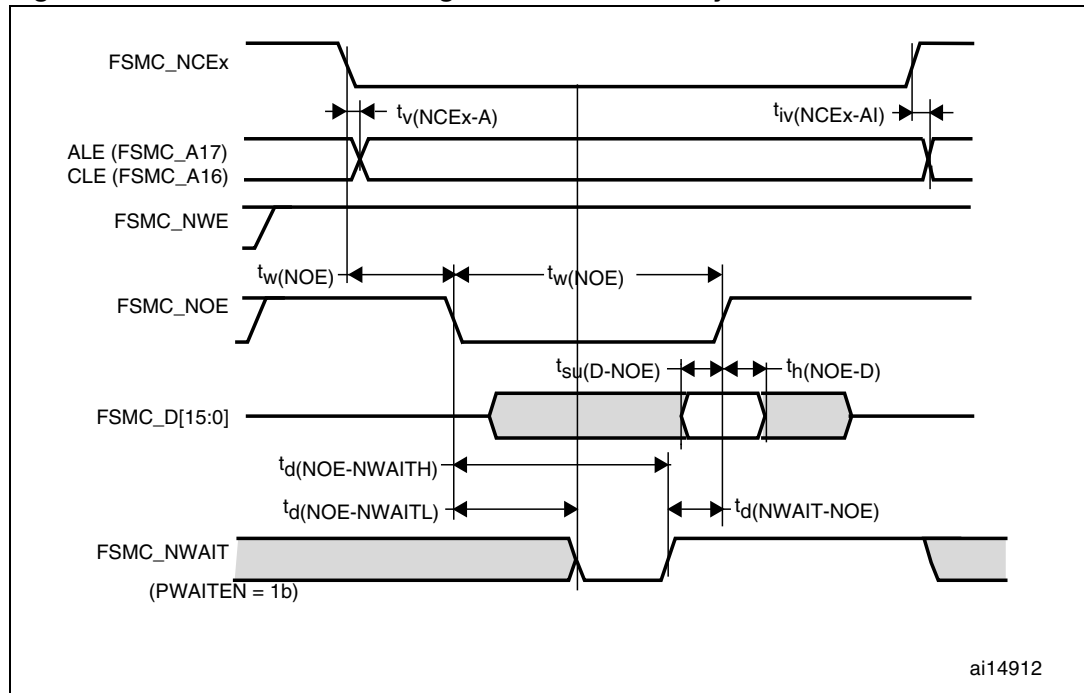 FSMC_NCEx
tv(NCEx-A)
tiv(NCEx-AI)
ALE (FSMC_A17)
CLE (FSMC_A16)
FSMC_NWE
tw(NOE)
tw(NOE)
FSMC_NOE
tsu(D-NOE)
th(NOE-D)
FSMC_D[15:0]
td(NOE-NWAITH)
td(NOE-NWAITL)
td(NWAIT-NOE)
FSMC_NWAIT
(PWAITEN = 1b)
ai14912